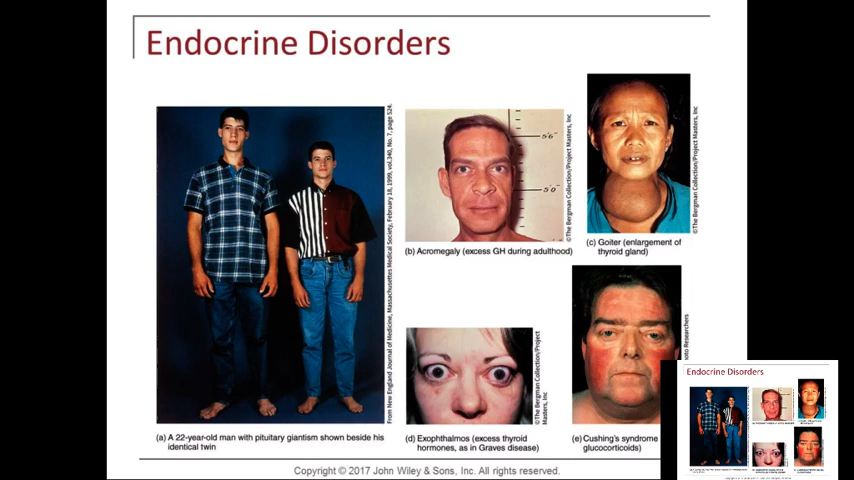 Endocrine Disorders
From New England Journal of Medicine, Massachusettes Medical Society, February 18, 1999, vol.340, No. 7, page 524.
5'6"
5'0"
©The Bergman Collection/Project Masters, Inc
(b) Acromegaly (excess GH during adulthood)
©The Bergman Collection/Project Masters, Inc
(c) Goiter (enlargement of
thyroid gland)
©The Bergman Collection/Project
Masters, Inc
oto Researchers
(a) A 22-year-old man with pituitary giantism shown beside his
identical twin
(d) Exophthalmos (excess thyroid
hormones, as in Graves disease)
(e) Cushing's syndrome
glucocorticoids)
Copyright © 2017 John Wiley & Sons, Inc. All rights reserved.
Endocrine Disorders